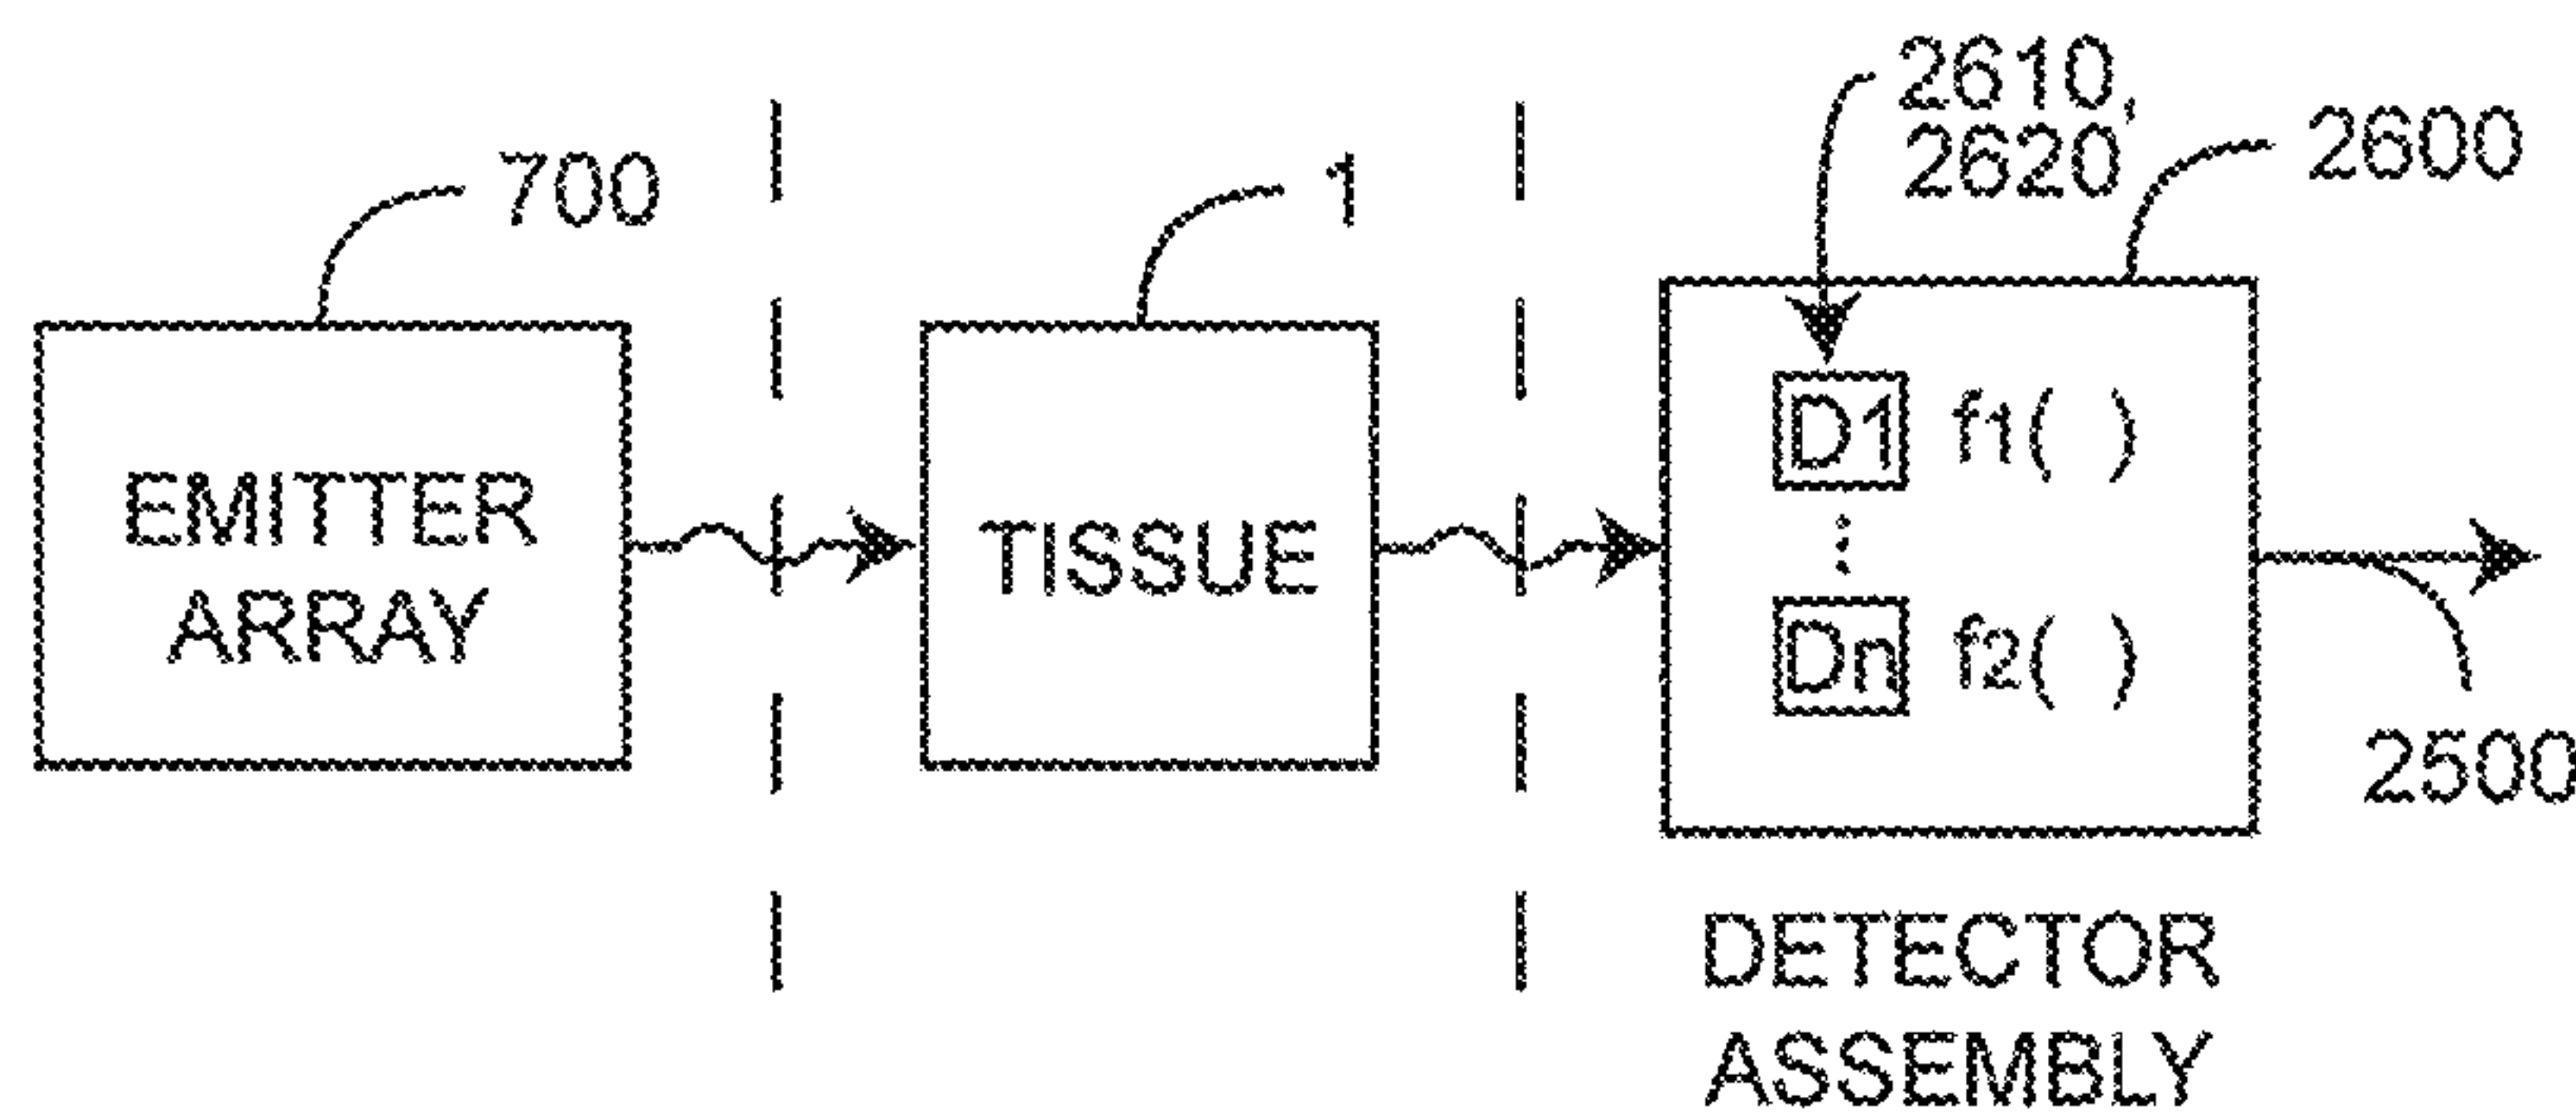 2610,
2620
2600
700
1
D1 f1( )
EMITTER
ARRAY
TISSUE
Dn f2( )
2500
DETECTOR
ASSEMBLY